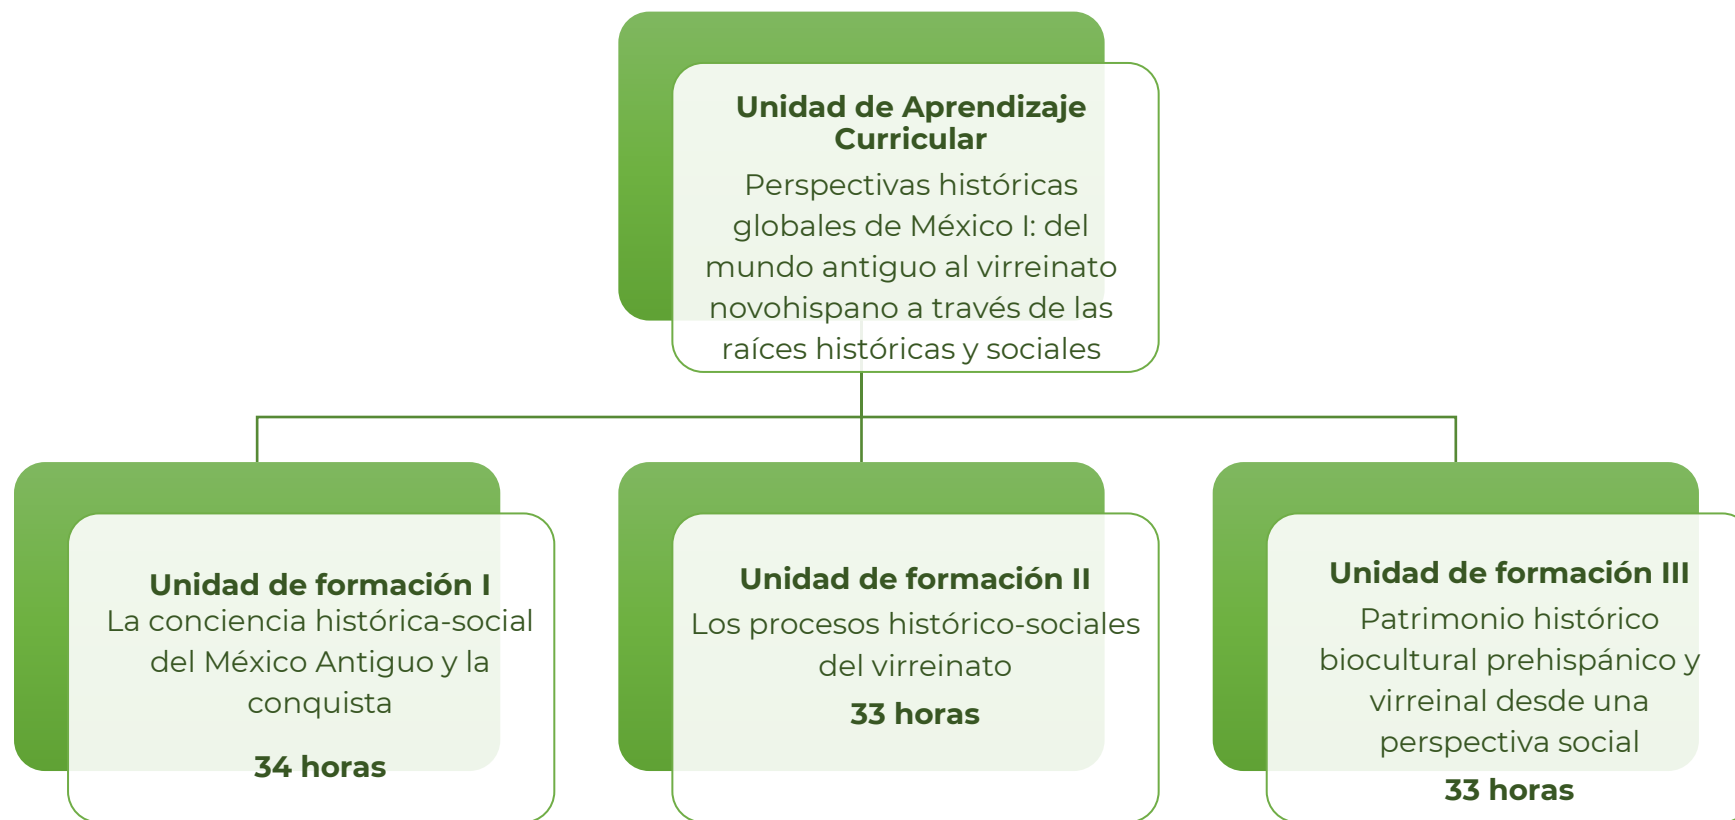 Unidad de Aprendizaje
Curricular
Perspectivas históricas
globales de México I: del
mundo antiguo al virreinato
novohispano a través de las
raíces históricas y sociales
Unidad de formación I
La conciencia histórica-social
del México Antiguo y la
conquista
34 horas
Unidad de formación II
Los procesos histórico-sociales
del virreinato
33 horas
Unidad de formación III
Patrimonio histórico
biocultural prehispánico y
virreinal desde una
perspectiva social
33 horas